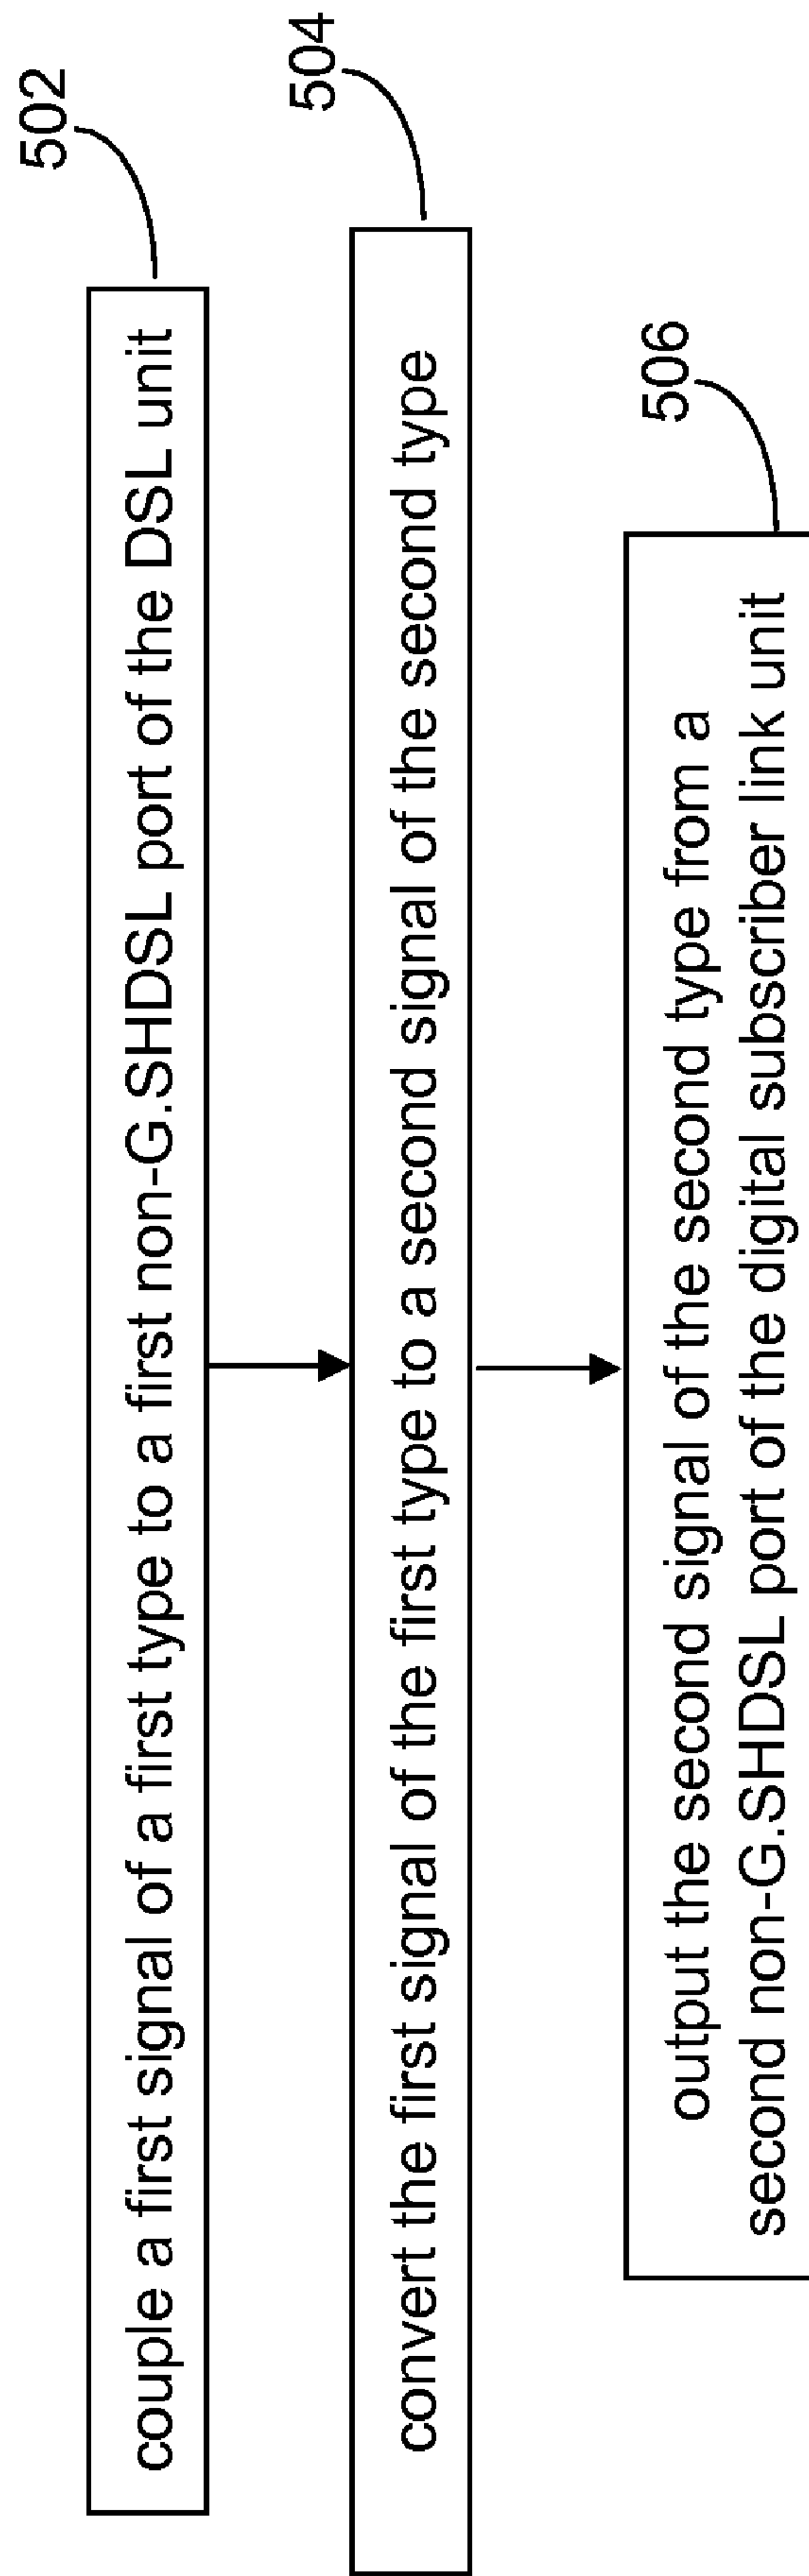 502
couple a first signal of a first type to a first non-G.SHDSL port of the DSL unit
504
convert the first signal of the first type to a second signal of the second type
506
output the second signal of the second type from a
second non-G.SHDSL port of the digital subscriber link unit